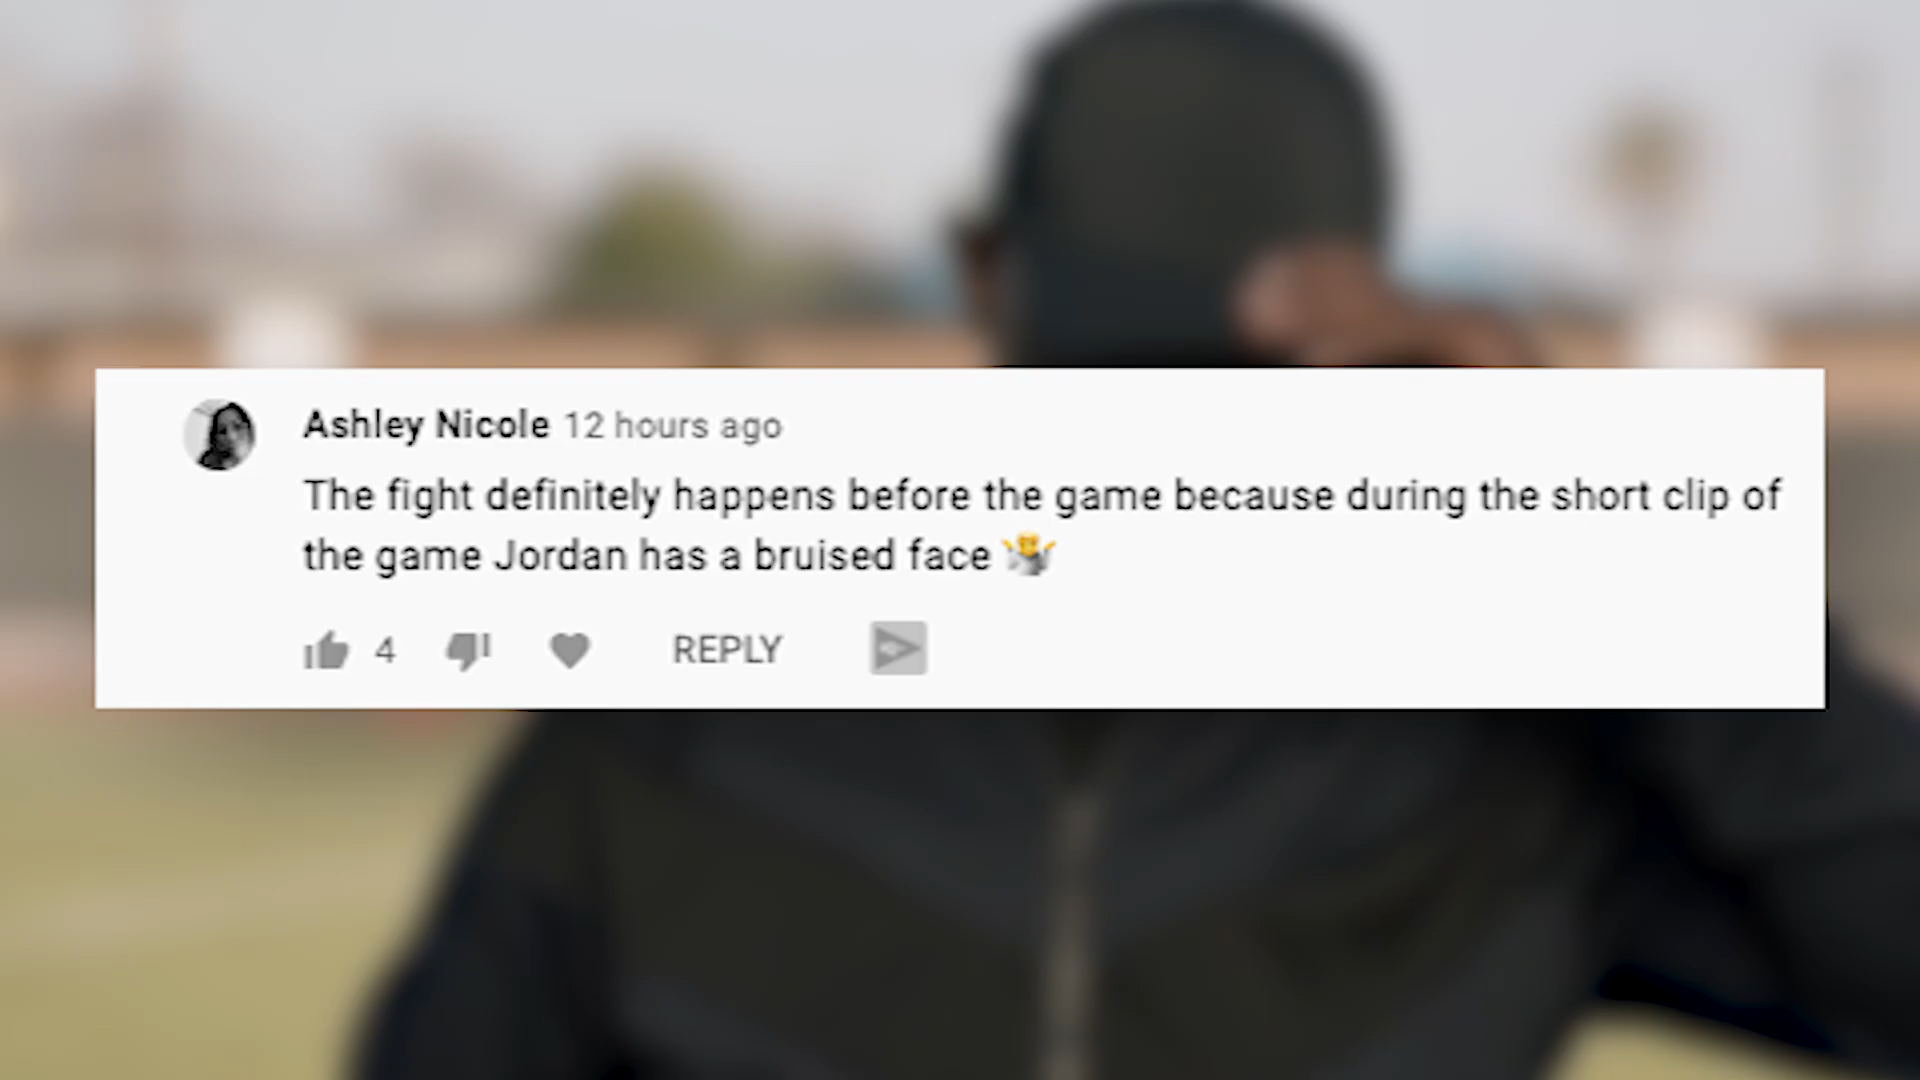 Ashley Nicole 12 hours ago
The fight definitely happens before the game because during the short clip of
the game Jordan has a bruised face 🤷
4 REPLY